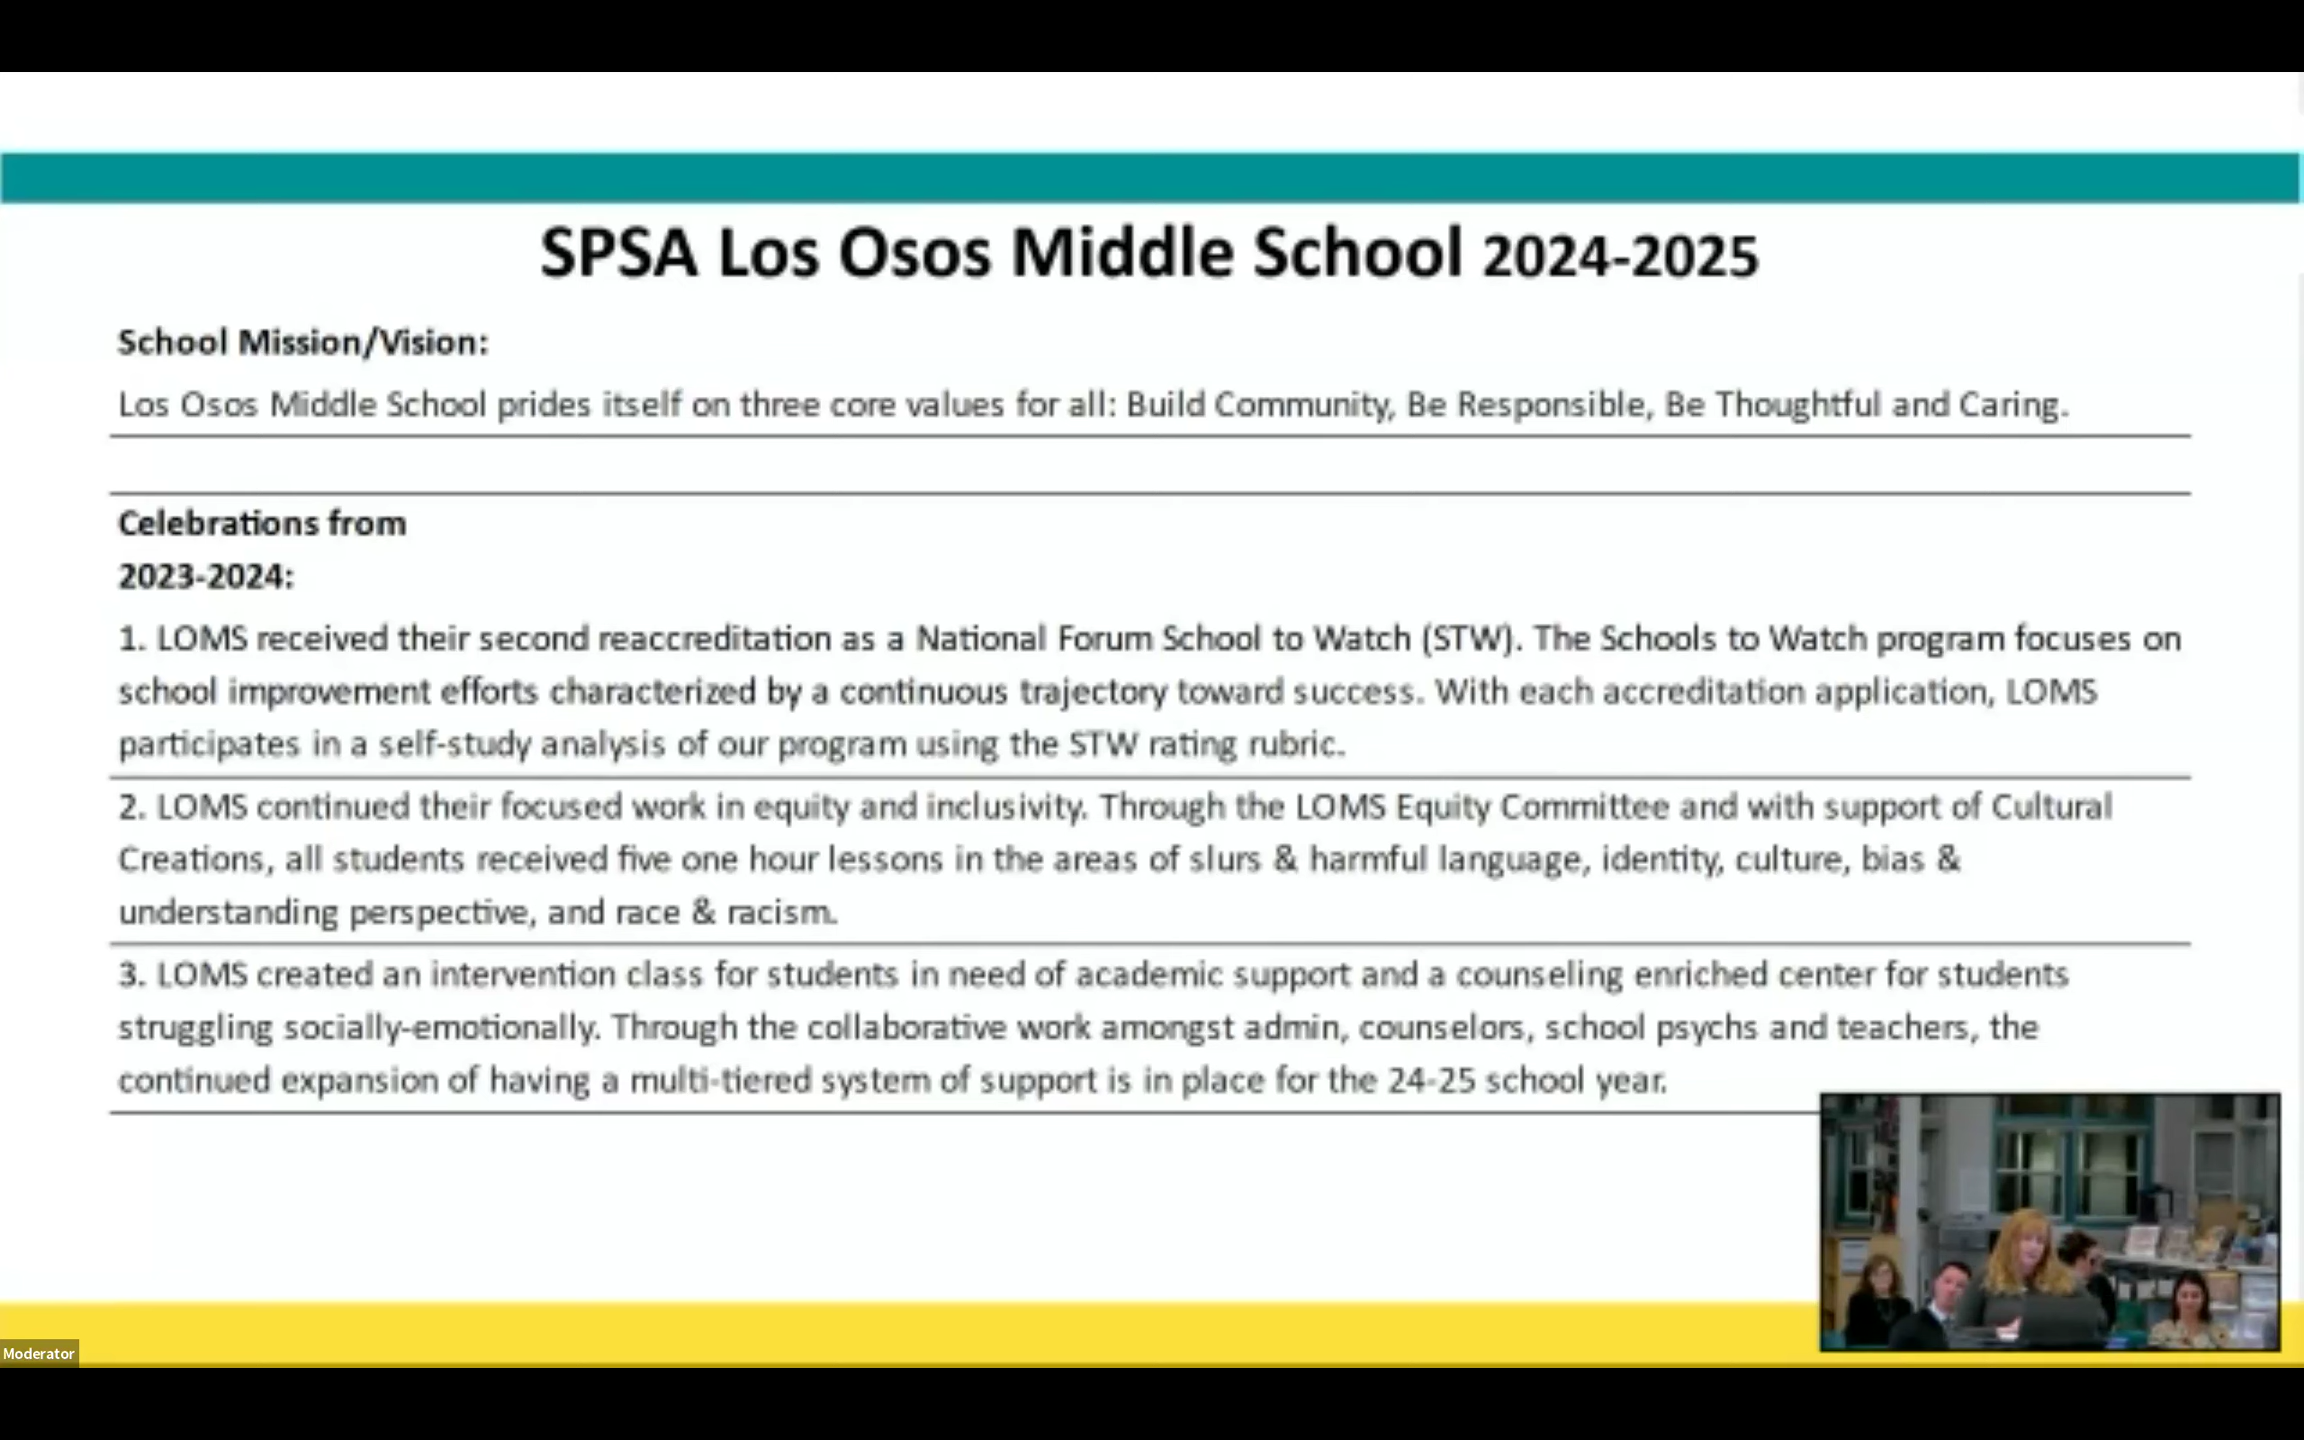 SPSA Los Osos Middle School 2024-2025
School Mission/Vision:
Los Osos Middle School prides itself on three core values for all: Build Community, Be Responsible, Be Thoughtful and Caring.
Celebrations from
2023-2024:
1. LOMS received their second reaccreditation as a National Forum School to Watch (STW). The Schools to Watch program focuses on
school improvement efforts characterized by a continuous trajectory toward success. With each accreditation application, LOMS
participates in a self-study analysis of our program using the STW rating rubric.
2. LOMS continued their focused work in equity and inclusivity. Through the LOMS Equity Committee and with support of Cultural
Creations, all students received five one hour lessons in the areas of slurs & harmful language, identity, culture, bias &
understanding perspective, and race & racism.
3. LOMS created an intervention class for students in need of academic support and a counseling enriched center for students
struggling socially-emotionally. Through the collaborative work amongst admin, counselors, school psychs and teachers, the
continued expansion of having a multi-tiered system of support is in place for the 24-25 school year.
Moderator